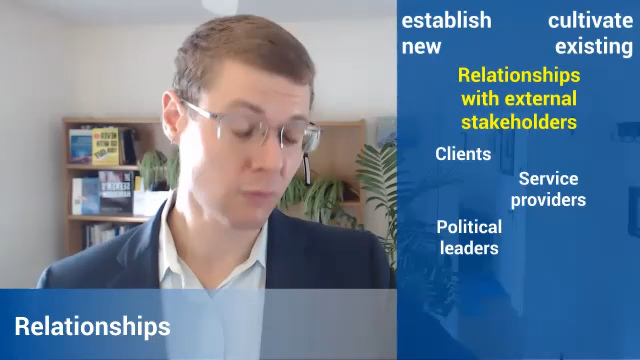 establish cultivate
new existing
Relationships
with external
stakeholders
Clients
Service
providers
Political
leaders
Relationships